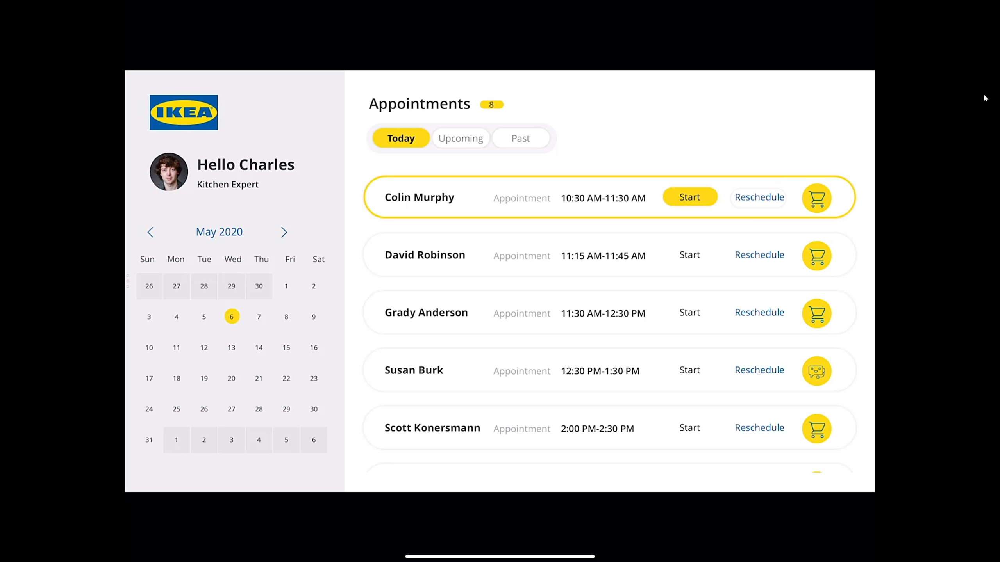 IKEA
Hello Charles
Kitchen Expert
May 2020
Sun Mon Tue Wed Thu Fri Sat
26 27 28 29 30 1 2
3 4 5 6 7 8 9
10 11 12 13 14 15 16
17 18 19 20 21 22 23
24 25 26 27 28 29 30
31 1 2 3 4 5 6
Appointments 8
Today Upcoming Past
Colin Murphy Appointment 10:30 AM-11:30 AM Start Reschedule
David Robinson Appointment 11:15 AM-11:45 AM Start Reschedule
Grady Anderson Appointment 11:30 AM-12:30 PM Start Reschedule
Susan Burk Appointment 12:30 PM-1:30 PM Start Reschedule
Scott Konersmann Appointment 2:00 PM-2:30 PM Start Reschedule